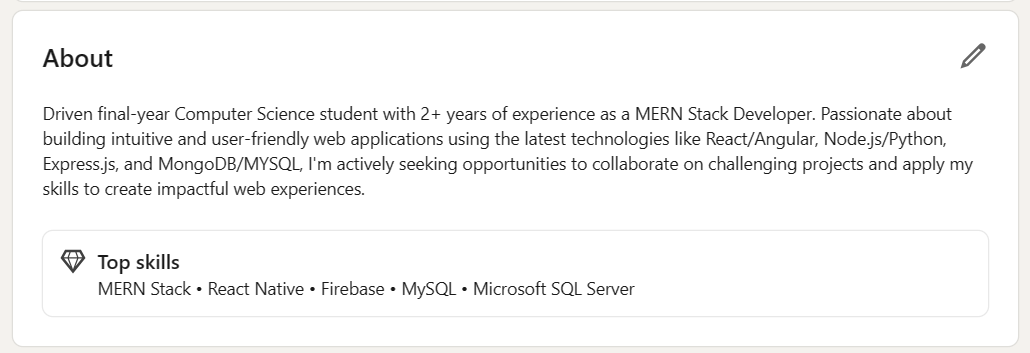 About
Driven final-year Computer Science student with 2+ years of experience as a MERN Stack Developer. Passionate about
building intuitive and user-friendly web applications using the latest technologies like React/Angular, Node.js/Python,
Express.js, and MongoDB/MYSQL, I'm actively seeking opportunities to collaborate on challenging projects and apply my
skills to create impactful web experiences.
Top skills
MERN Stack • React Native • Firebase • MySQL • Microsoft SQL Server